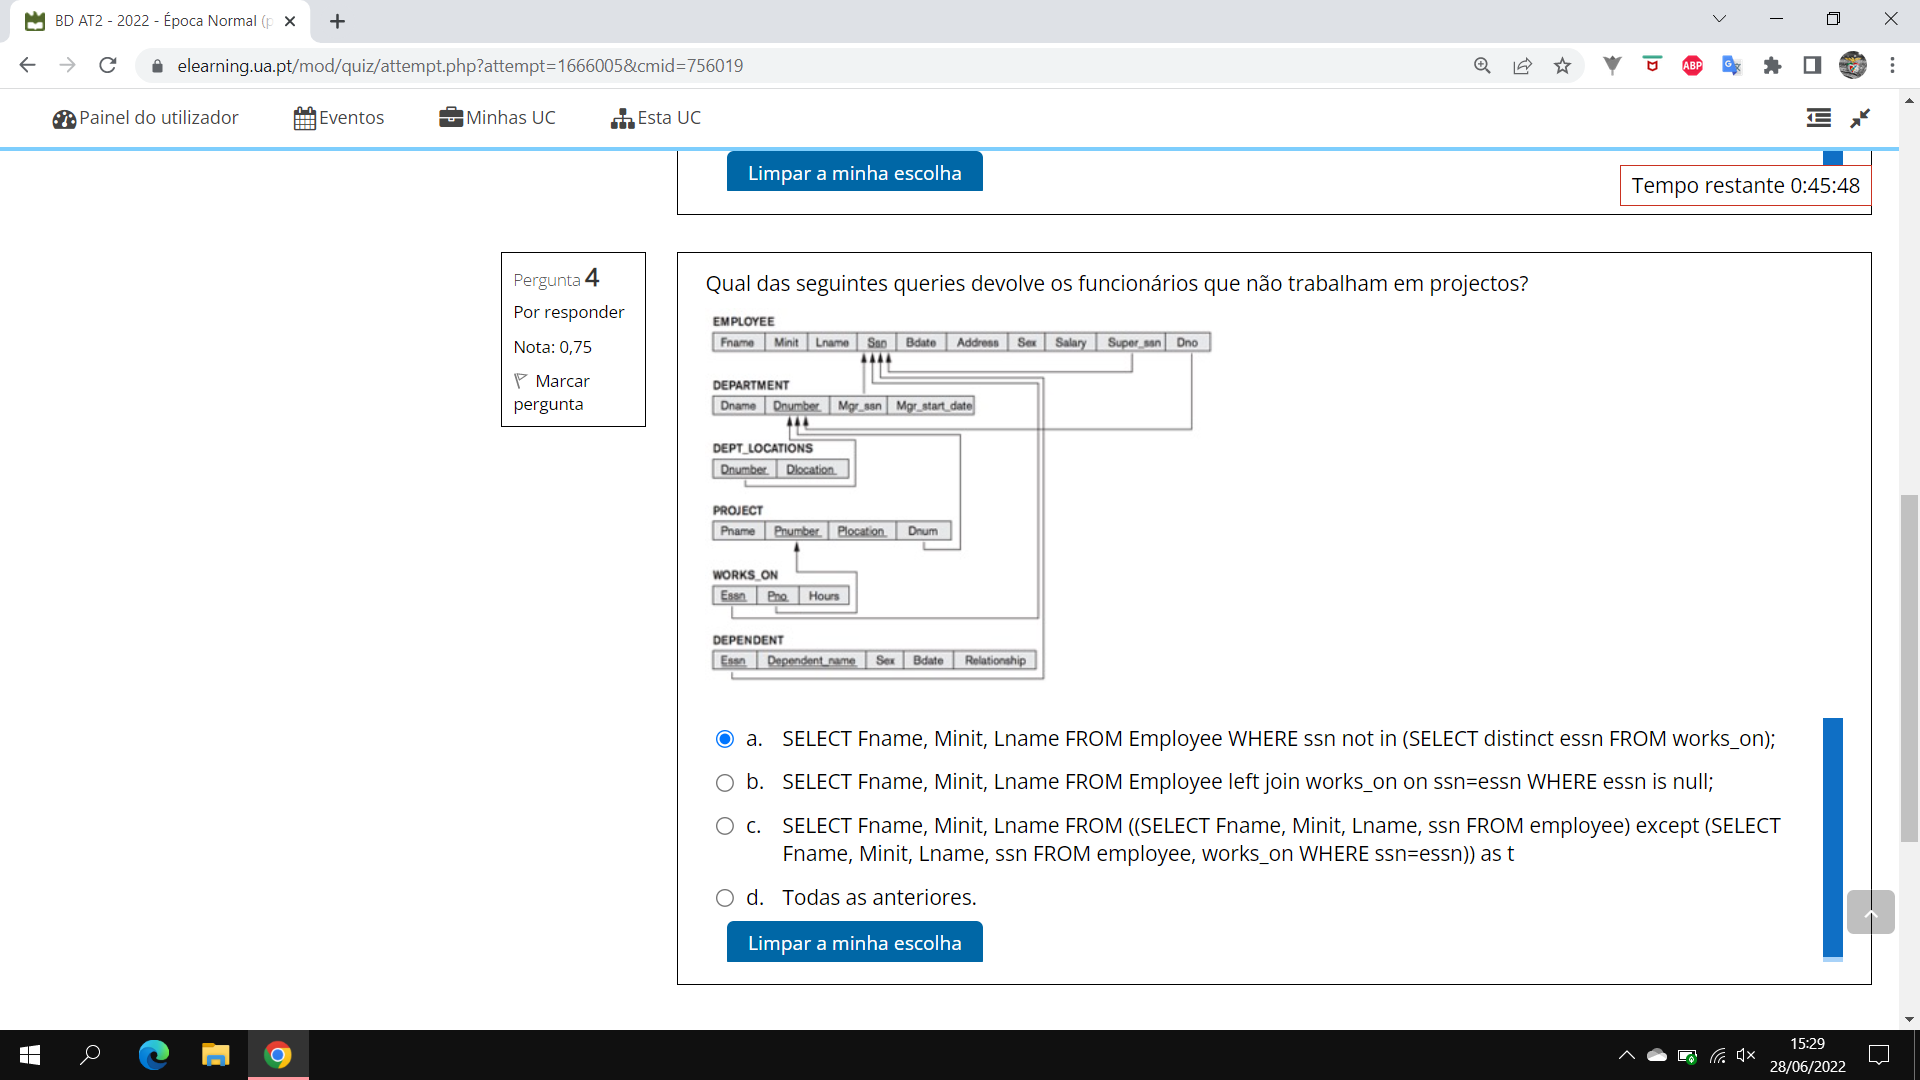 BD AT2 - 2022 - Época Normal (p
elearning.ua.pt/mod/quiz/attempt.php?attempt=1666005&cmid=756019
ABP
Painel do utilizador
Eventos
Minhas UC
Esta UC
Limpar a minha escolha
Tempo restante 0:45:48
Pergunta 4
Por responder
Nota: 0,75
Marcar
pergunta
Qual das seguintes queries devolve os funcionários que não trabalham em projectos?
EMPLOYEE
Fname Minit Lname Ssn Bdate Address Sex Salary Super_ssn Dno
DEPARTMENT
Dname Dnumber Mgr_ssn Mgr_start_date
DEPT_LOCATIONS
Dnumber Dlocation
PROJECT
Pname Pnumber Plocation Dnum
WORKS_ON
Essn Pno Hours
DEPENDENT
Essn Dependent_name Sex Bdate Relationship
a. SELECT Fname, Minit, Lname FROM Employee WHERE ssn not in (SELECT distinct essn FROM works_on);
b. SELECT Fname, Minit, Lname FROM Employee left join works_on on ssn=essn WHERE essn is null;
c. SELECT Fname, Minit, Lname FROM ((SELECT Fname, Minit, Lname, ssn FROM employee) except (SELECT
Fname, Minit, Lname, ssn FROM employee, works_on WHERE ssn=essn)) as t
d. Todas as anteriores.
Limpar a minha escolha
15:29
28/06/2022